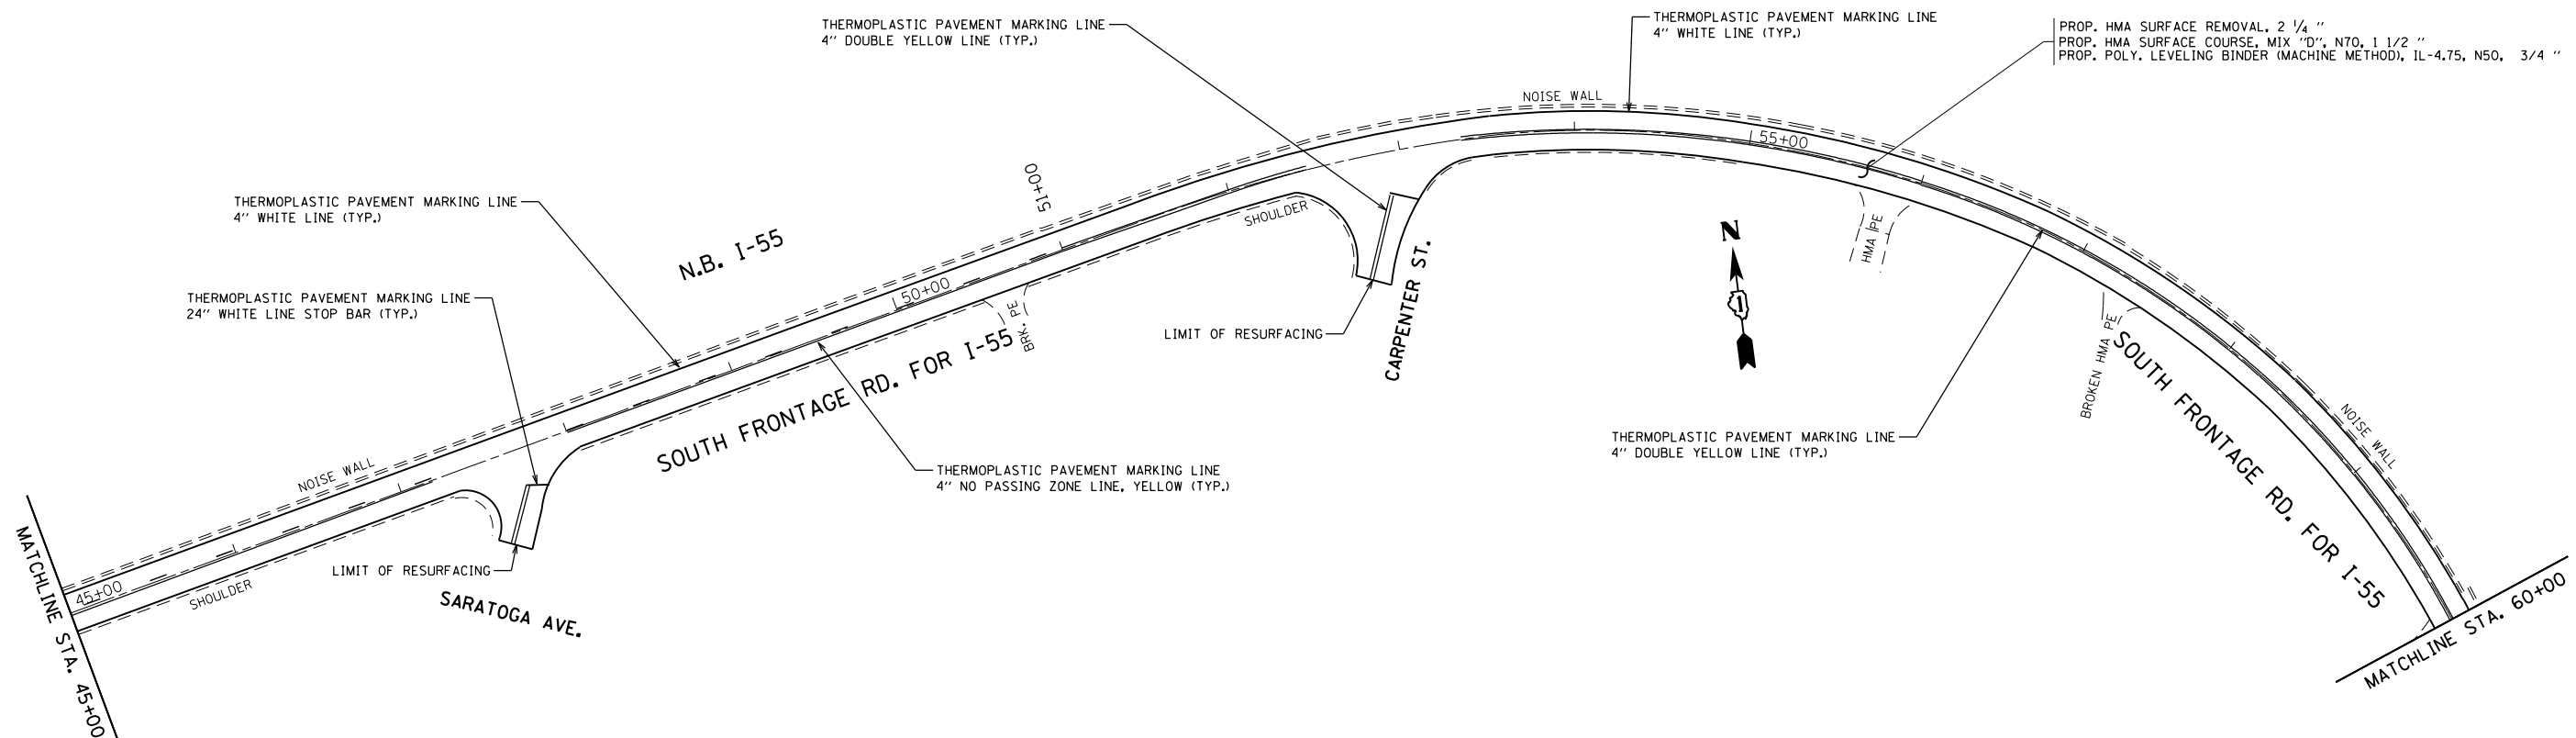 THERMOPLASTIC PAVEMENT MARKING LINE
4" DOUBLE YELLOW LINE (TYP.)
THERMOPLASTIC PAVEMENT MARKING LINE
4" WHITE LINE (TYP.)
PROP. HMA SURFACE REMOVAL, 2 1/4 "
PROP. HMA SURFACE COURSE, MIX "D", N70, 1 1/2 "
PROP. POLY. LEVELING BINDER (MACHINE METHOD), IL-4.75, N50, 3/4 "
NOISE WALL
55+00
51+00
THERMOPLASTIC PAVEMENT MARKING LINE
4" WHITE LINE (TYP.)
N.B. I-55
SHOULDER
HMA PE
N
1
THERMOPLASTIC PAVEMENT MARKING LINE
24" WHITE LINE STOP BAR (TYP.)
50+00
BRK. PE
LIMIT OF RESURFACING
CARPENTER ST.
SOUTH FRONTAGE RD. FOR I-55
BROKEN HMA PE
SOUTH FRONTAGE RD. FOR I-55
NOISE WALL
THERMOPLASTIC PAVEMENT MARKING LINE
4" DOUBLE YELLOW LINE (TYP.)
NOISE WALL
THERMOPLASTIC PAVEMENT MARKING LINE
4" NO PASSING ZONE LINE, YELLOW (TYP.)
MATCHLINE STA. 45+00
45+00
SHOULDER
LIMIT OF RESURFACING
SARATOGA AVE.
MATCHLINE STA. 60+00